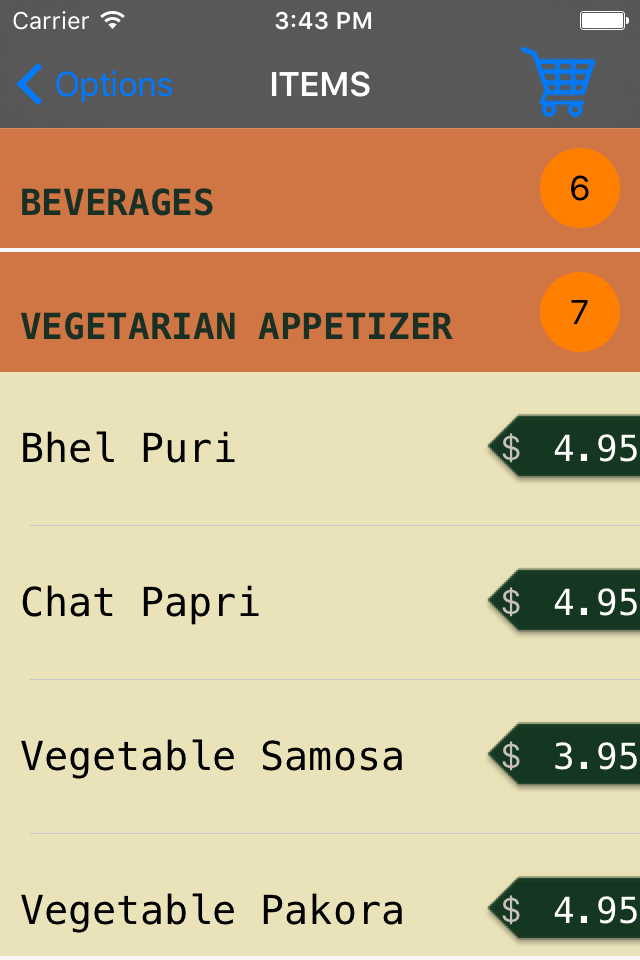 Carrier 3:43 PM
Options ITEMS
BEVERAGES 6
VEGETARIAN APPETIZER 7
Bhel Puri $ 4.95
Chat Papri $ 4.95
Vegetable Samosa $ 3.95
Vegetable Pakora $ 4.95